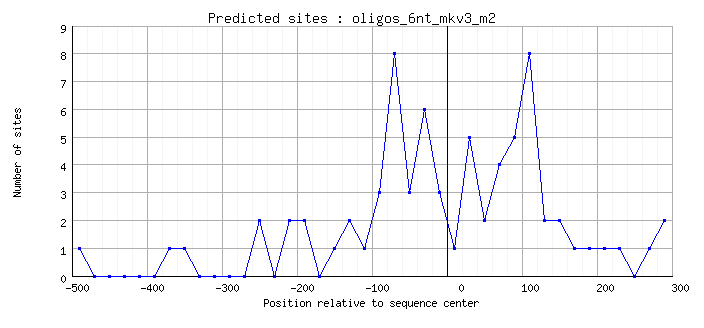 Predicted sites : oligos_6nt_mkv3_m2
9
8
7
6
5
4
3
2
1
0
Number of sites
-500 -400 -300 -200 -100 0 100 200 300
Position relative to sequence center